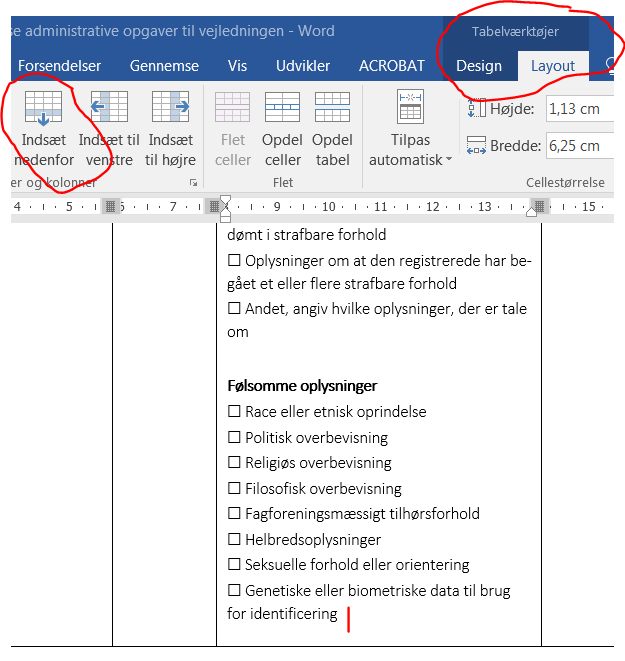 se administrative opgaver til vejledningen - Word
Tabelværktøjer
Forsendelser Gennemse Vis Udvikler ACROBAT Design Layout
Indsæt nedenfor
Indsæt til venstre
Indsæt til højre
Flet celler
Opdel celler
Opdel tabel
Tilpas automatisk
Højde: 1,13 cm
Bredde: 6,25 cm
er og kolonner
Flet
Cellestørrelse
4 5 6 7 8 9 10 11 12 13 15
dømt i strafbare forhold
☐ Oplysninger om at den registrerede har be-
gået et eller flere strafbare forhold
☐ Andet, angiv hvilke oplysninger, der er tale
om
Følsomme oplysninger
☐ Race eller etnisk oprindelse
☐ Politisk overbevisning
☐ Religiøs overbevisning
☐ Filosofisk overbevisning
☐ Fagforeningsmæssigt tilhørsforhold
☐ Helbredsoplysninger
☐ Seksuelle forhold eller orientering
☐ Genetiske eller biometriske data til brug
for identificering